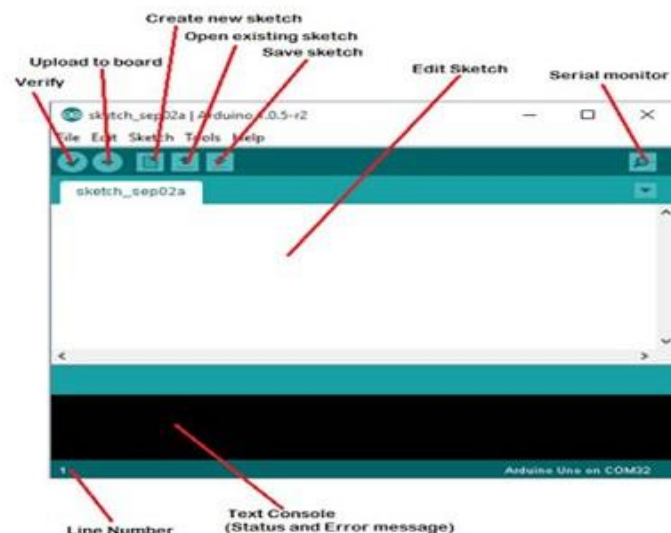 Create new sketch
Open existing sketch
Save sketch
Upload to board
Edit Sketch
Serial monitor
Verify
sketch_sep02a | Arduino 1.0.5-r2
File Edit Sketch Tools Help
sketch_sep02a
1
Arduino Uno on COM32
Line Number
Text Console
(Status and Error message)